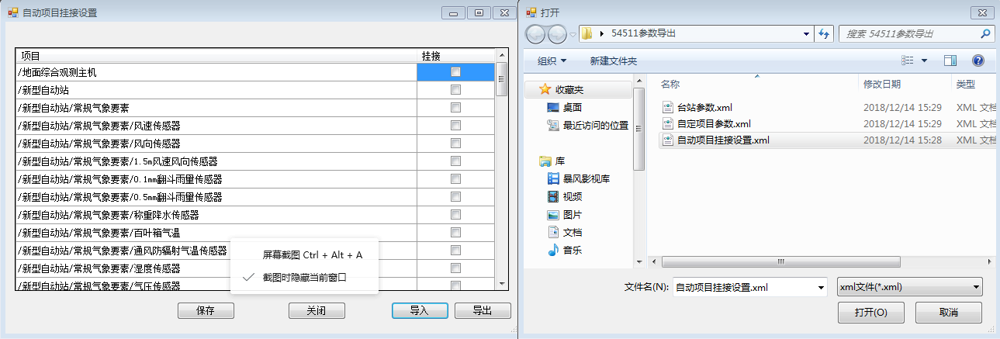 自动项目挂接设置
项目 挂接
/地面综合观测主机
/新型自动站
/新型自动站/常规气象要素
/新型自动站/常规气象要素/风速传感器
/新型自动站/常规气象要素/风向传感器
/新型自动站/常规气象要素/1.5m风速风向传感器
/新型自动站/常规气象要素/0.1mm翻斗雨量传感器
/新型自动站/常规气象要素/0.5mm翻斗雨量传感器
/新型自动站/常规气象要素/称重降水传感器
/新型自动站/常规气象要素/百叶箱气温
/新型自动站/常规气象要素/通风防辐射气温传感器
/新型自动站/常规气象要素/湿度传感器
/新型自动站/常规气象要素/气压传感器
屏幕截图 Ctrl + Alt + A
截图时隐藏当前窗口
保存 关闭 导入 导出
打开
54511参数导出
搜索 54511参数导出
组织 新建文件夹
收藏夹
桌面
最近访问的位置
库
暴风影视库
视频
图片
文档
音乐
名称 修改日期 类型
台站参数.xml 2018/12/14 15:29 XML 文档
自定项目参数.xml 2018/12/14 15:29 XML 文档
自动项目挂接设置.xml 2018/12/14 15:28 XML 文档
文件名(N): 自动项目挂接设置.xml xml文件(*.xml)
打开(O) 取消